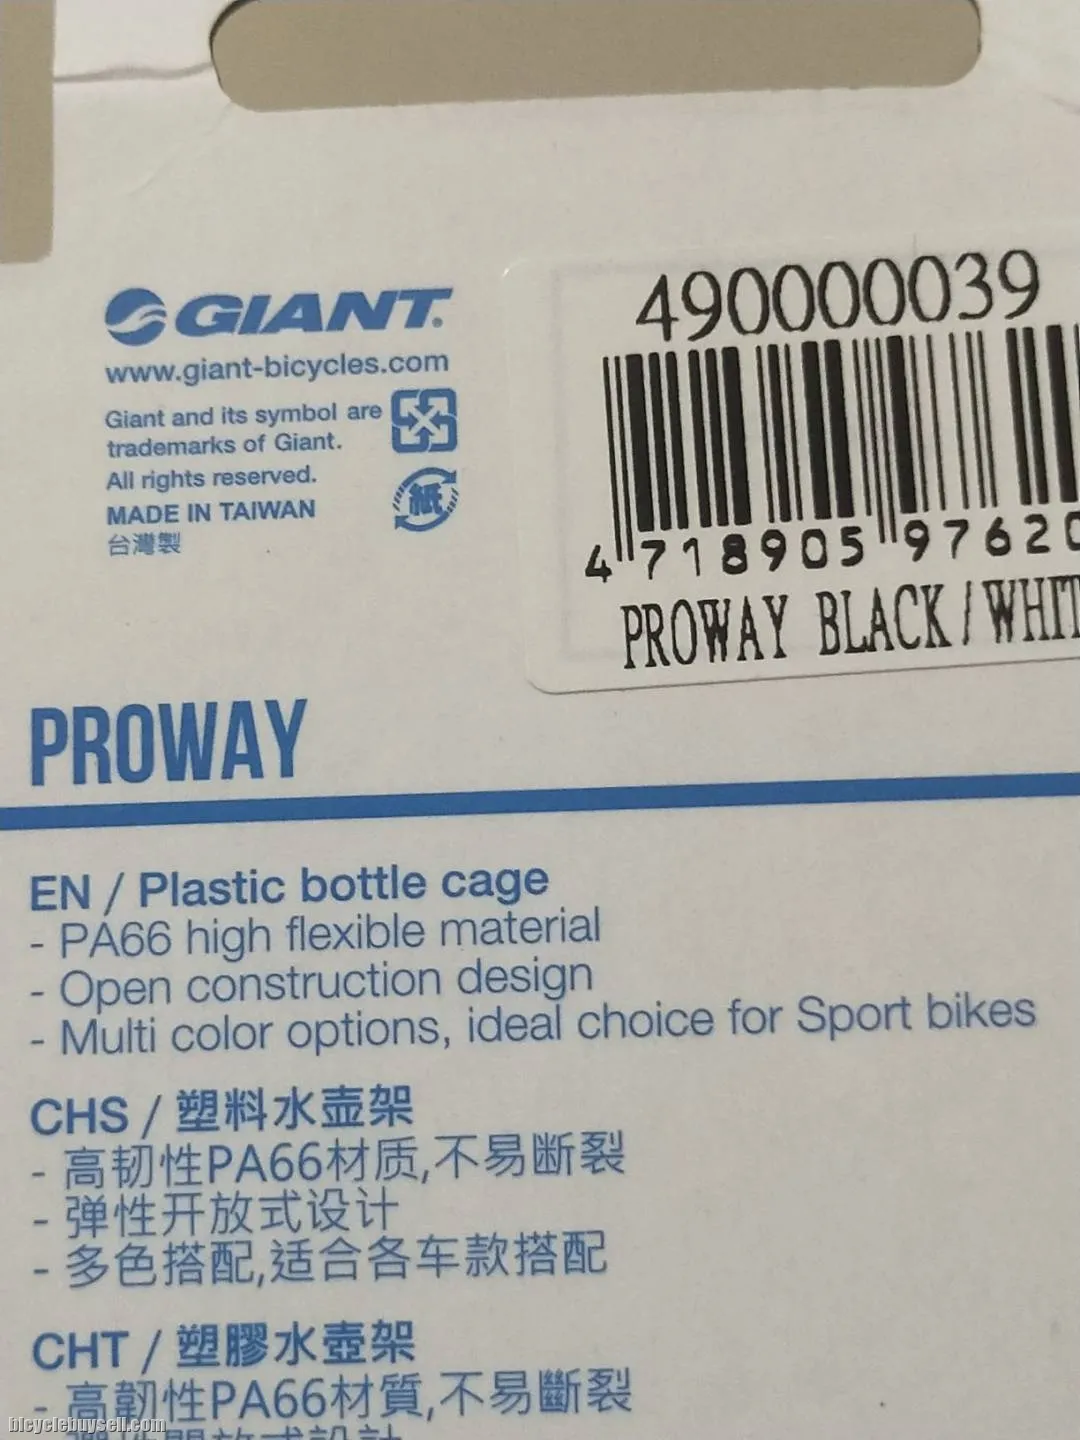 GIANT.
www.giant-bicycles.com
Giant and its symbol are
trademarks of Giant.
All rights reserved.
MADE IN TAIWAN
台灣製
紙
490000039
4 718905 97620
PROWAY BLACK/WHIT
PROWAY
EN / Plastic bottle cage
- PA66 high flexible material
- Open construction design
- Multi color options, ideal choice for Sport bikes
CHS / 塑料水壶架
- 高韧性PA66材质,不易断裂
- 弹性开放式设计
- 多色搭配,适合各车款搭配
CHT / 塑膠水壺架
- 高韌性PA66材質,不易斷裂
bicyclebuysell.com